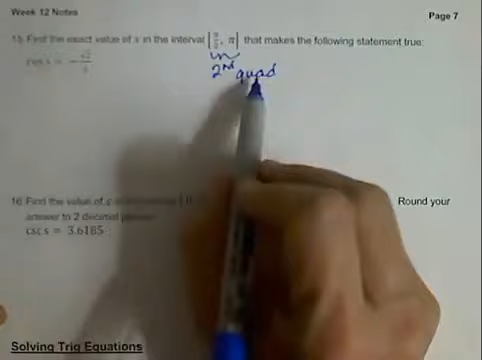 Week 12 Notes
Page 7
15. Find the exact value of s in the interval [π/2, π] that makes the following statement true:
in
2nd quad
16. Find the value of s Round your
answer to 2 decimal
csc s = 3.6185
Solving Trig Equations